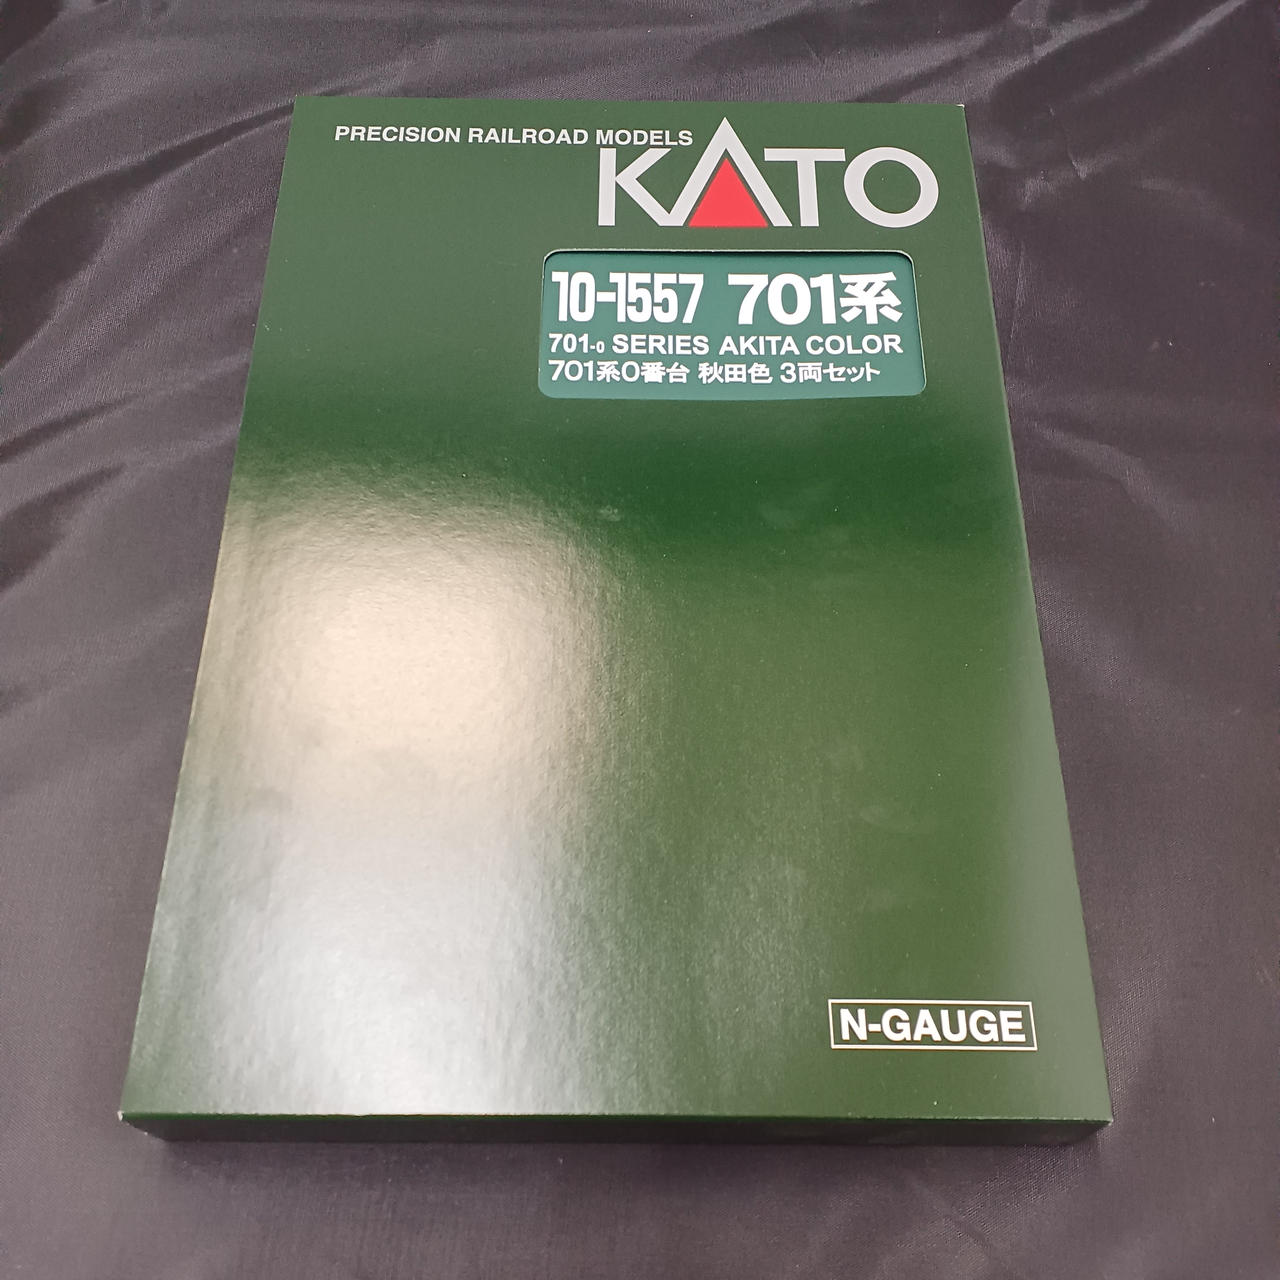 PRECISION RAILROAD MODELS
KATO
10-1557 701系
701-0 SERIES AKITA COLOR
701系0番台 秋田色 3両セット
N-GAUGE